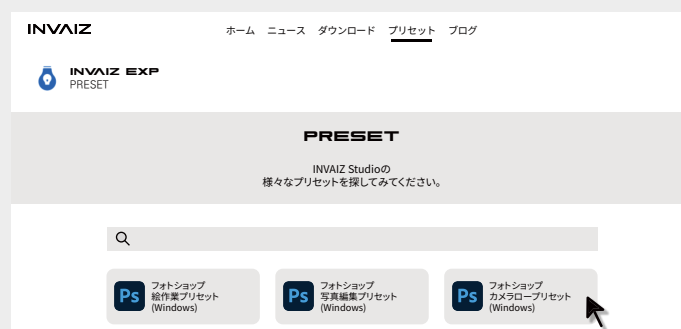 INVAIZ
ホーム ニュース ダウンロード プリセット ブログ
INVAIZ EXP
PRESET
PRESET
INVAIZ Studioの
様々なプリセットを探してみてください。
Ps
フォトショップ
絵作業プリセット
(Windows)
Ps
フォトショップ
写真編集プリセット
(Windows)
Ps
フォトショップ
カメラロープリセット
(Windows)